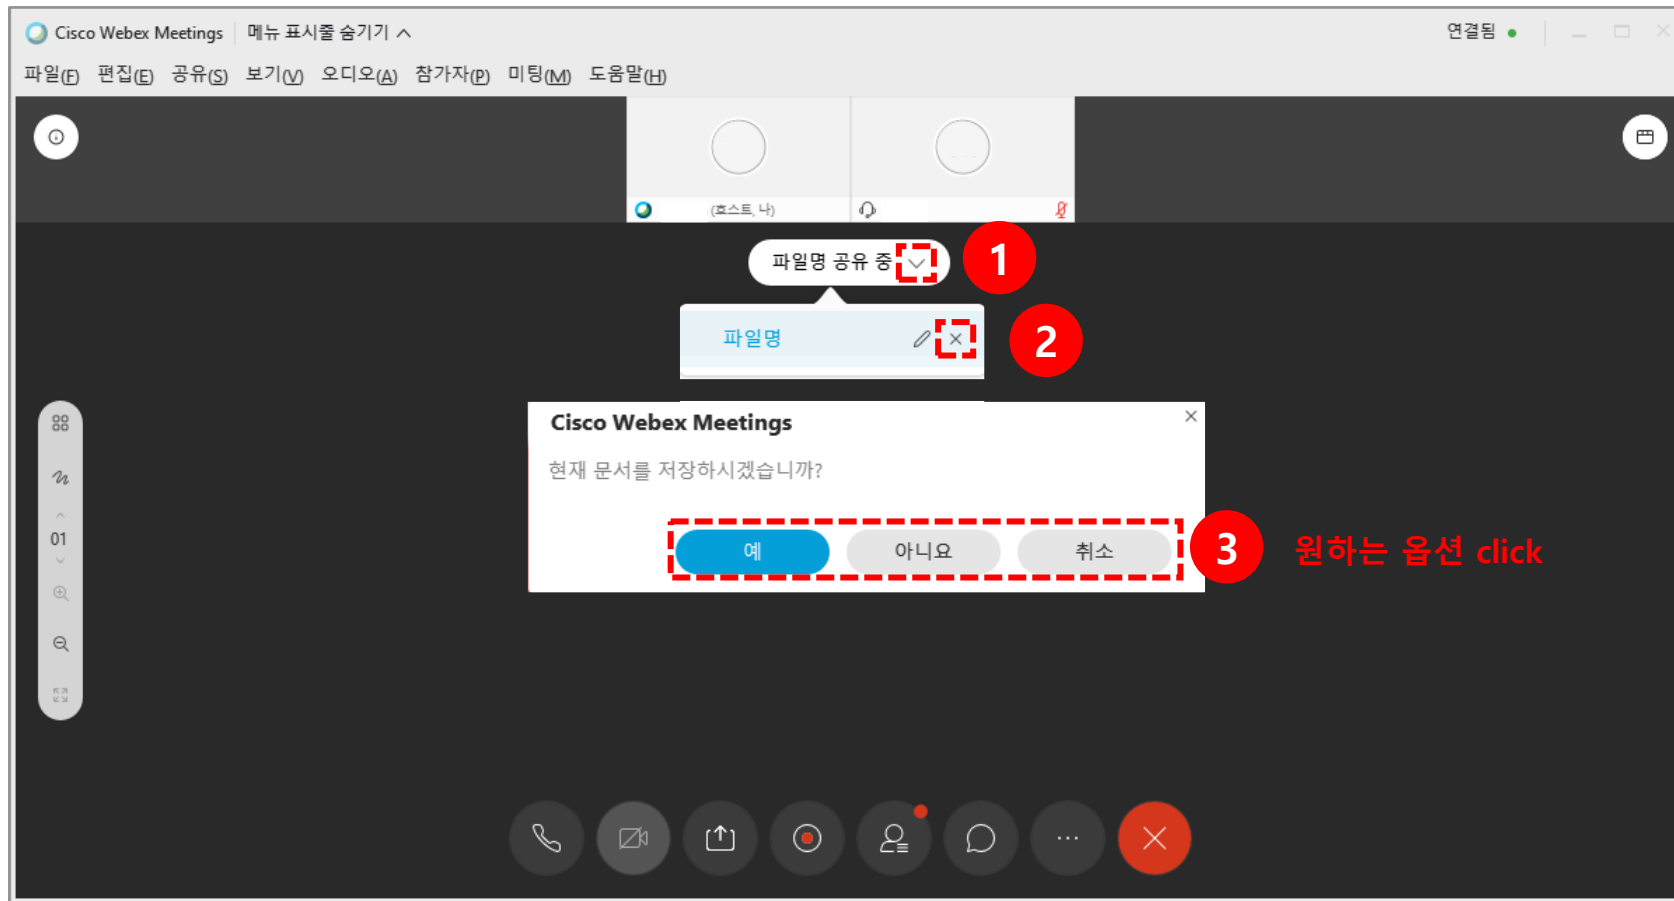 Cisco Webex Meetings 메뉴 표시줄 숨기기 연결됨
파일(F) 편집(E) 공유(S) 보기(V) 오디오(A) 참가자(P) 미팅(M) 도움말(H)
(호스트, 나)
파일명 공유 중 1
파일명 2
Cisco Webex Meetings
현재 문서를 저장하시겠습니까?
예 아니요 취소 3 원하는 옵션 click
01